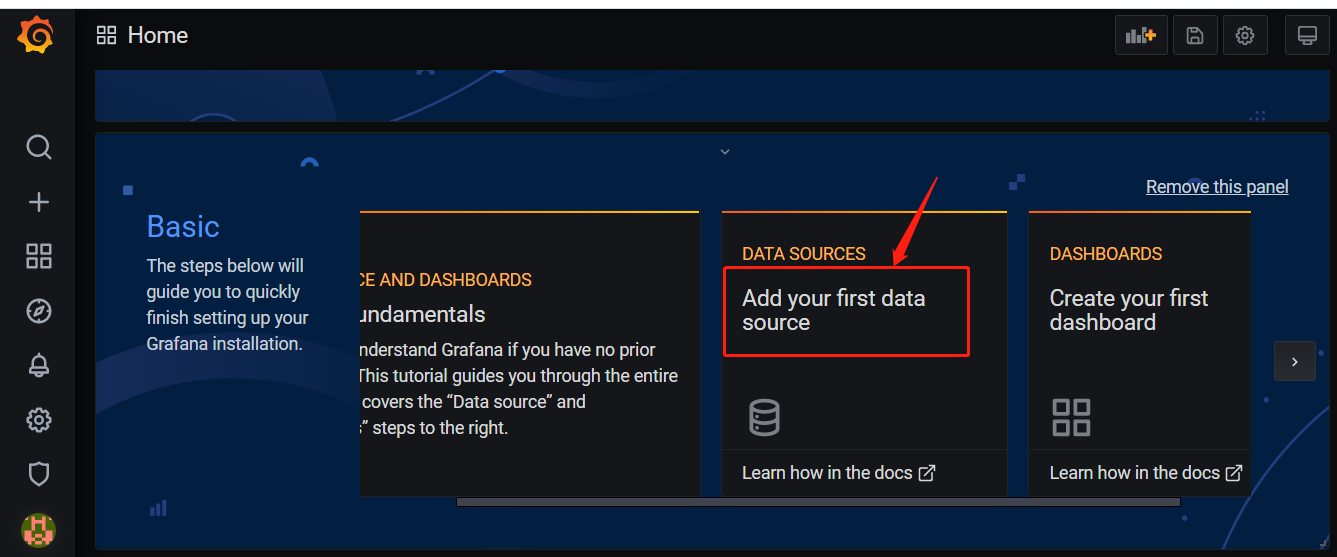 Home
Remove this panel
Basic
The steps below will
guide you to quickly
finish setting up your
Grafana installation.
CE AND DASHBOARDS
undamentals
nderstand Grafana if you have no prior
This tutorial guides you through the entire
covers the “Data source” and
s” steps to the right.
DATA SOURCES
Add your first data
source
Learn how in the docs
DASHBOARDS
Create your first
dashboard
Learn how in the docs